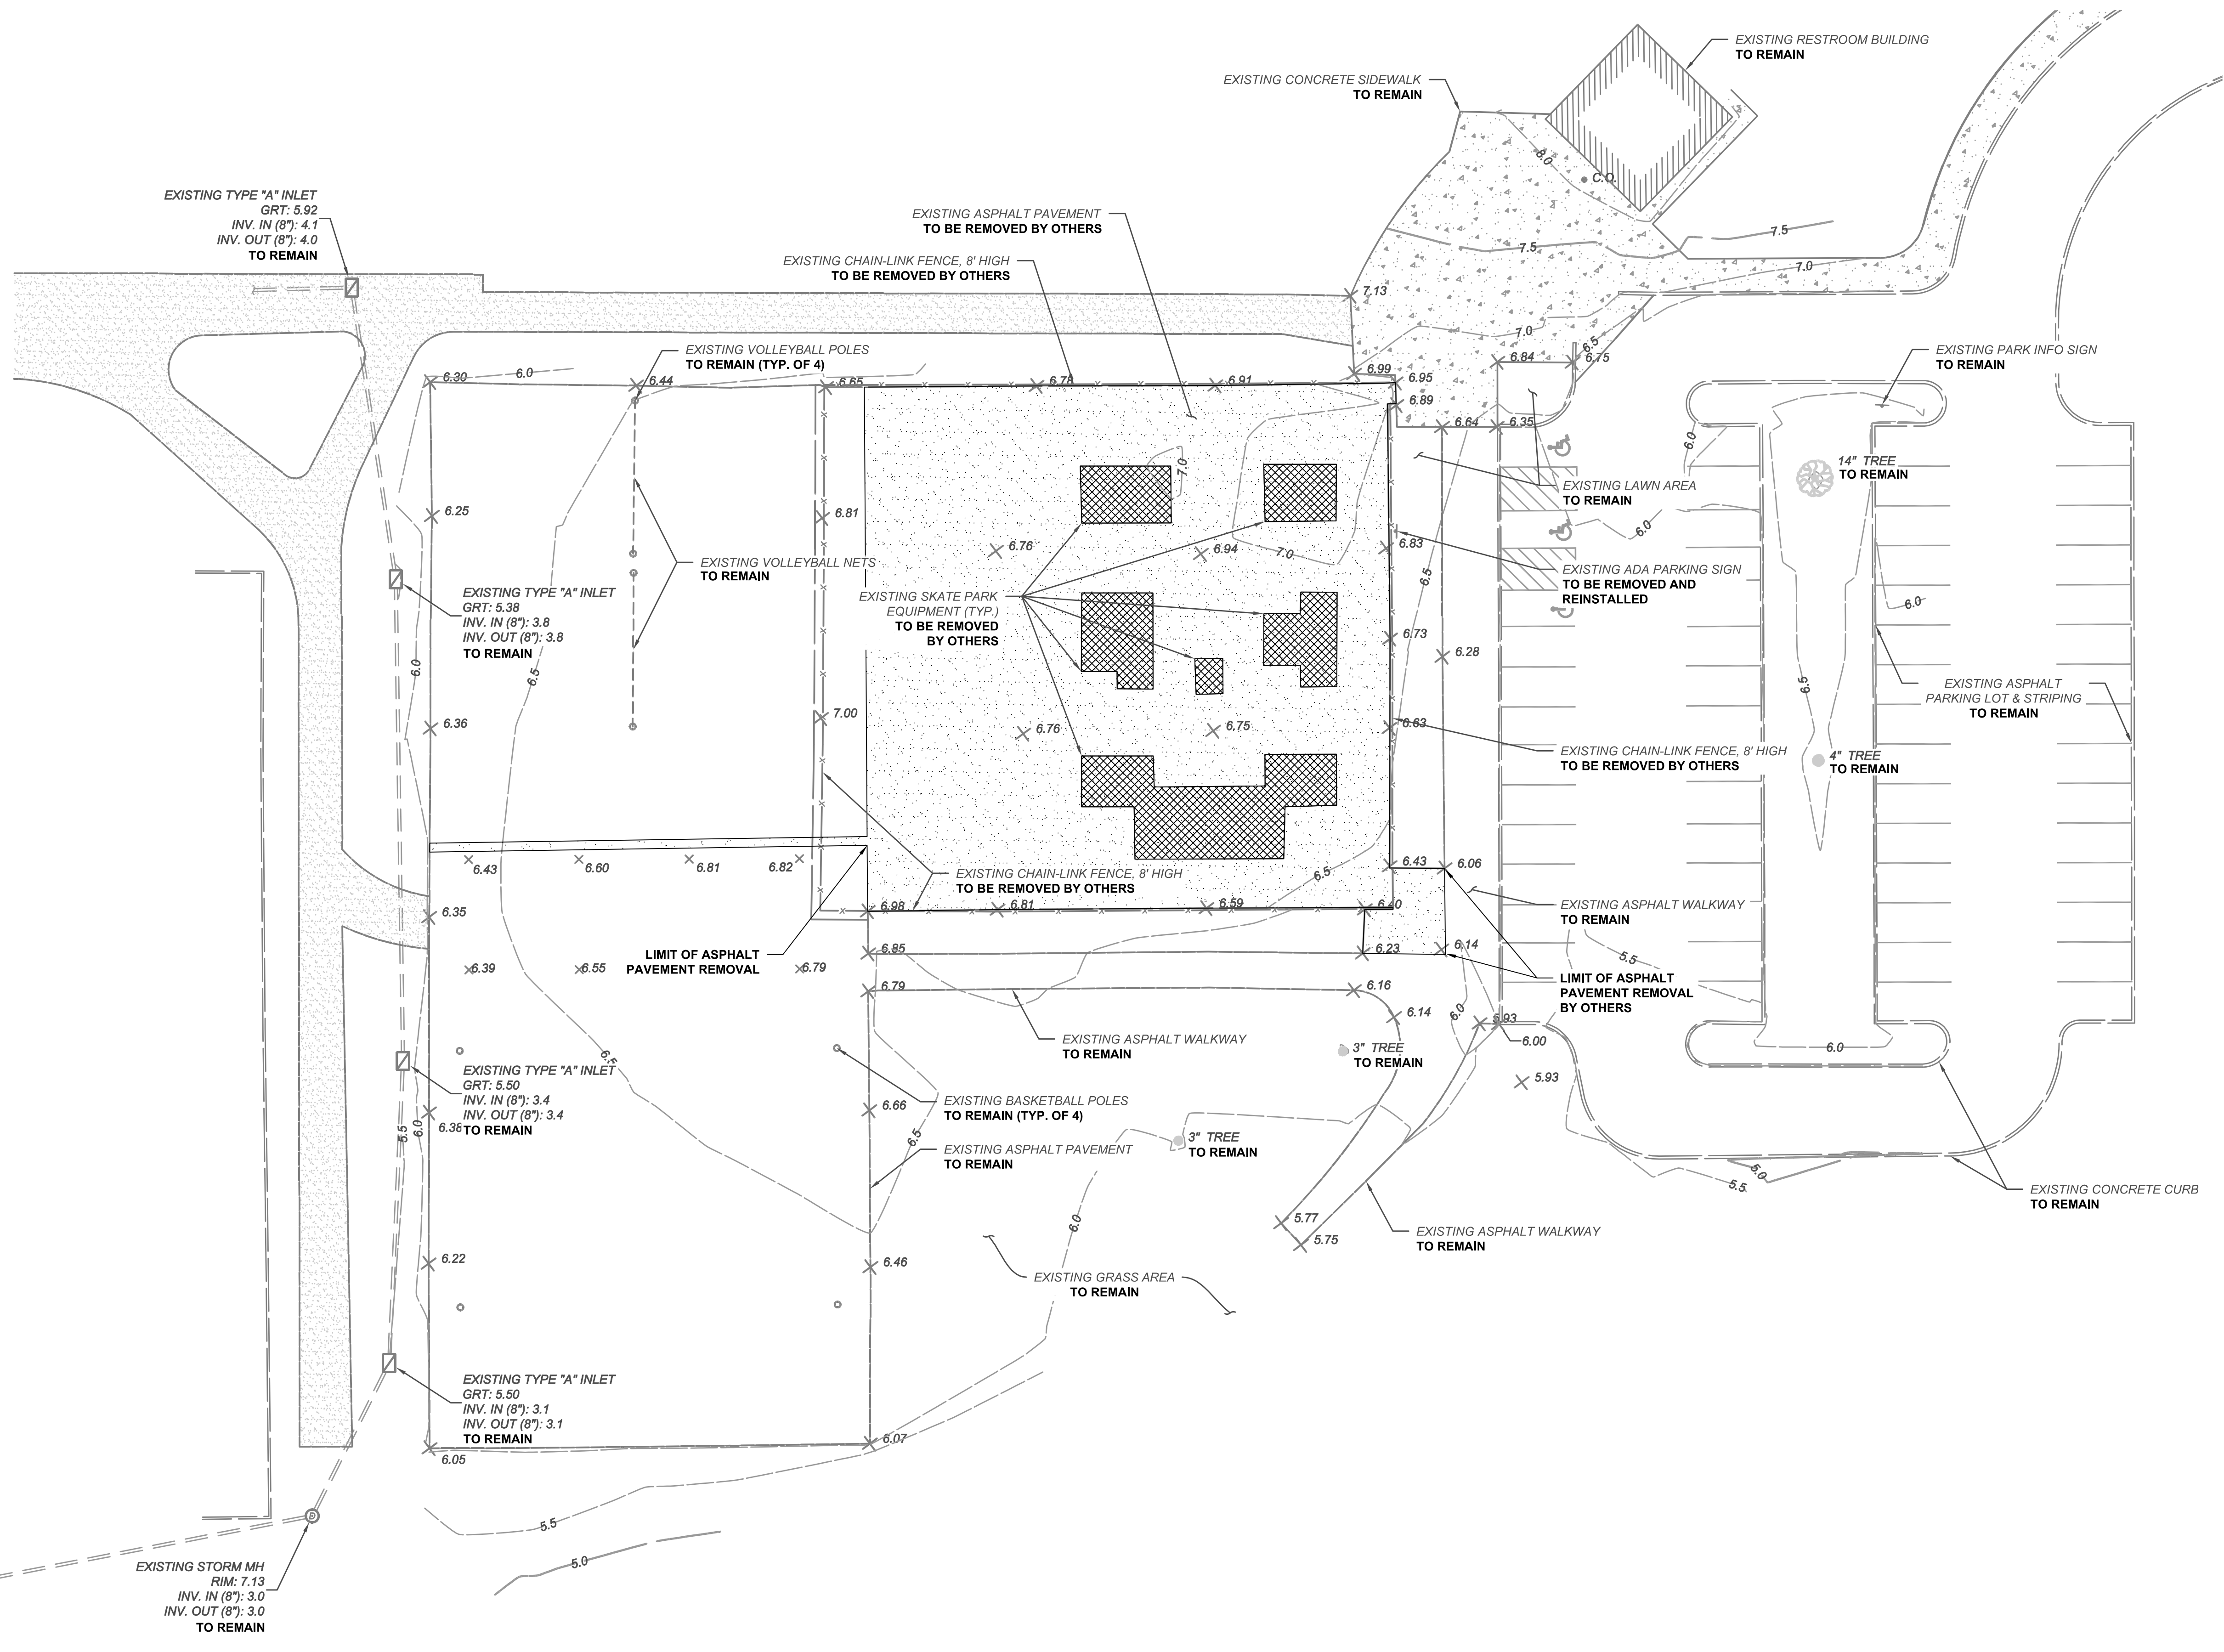 EXISTING RESTROOM BUILDING
TO REMAIN
EXISTING CONCRETE SIDEWALK
TO REMAIN
8.0
C.O.
EXISTING TYPE "A" INLET
GRT: 5.92
INV. IN (8"): 4.1
INV. OUT (8"): 4.0
TO REMAIN
EXISTING ASPHALT PAVEMENT
TO BE REMOVED BY OTHERS
EXISTING CHAIN-LINK FENCE, 8' HIGH
TO BE REMOVED BY OTHERS
7.5
7.5
7.0
7.13
7.0
6.5
EXISTING VOLLEYBALL POLES
TO REMAIN (TYP. OF 4)
EXISTING PARK INFO SIGN
TO REMAIN
6.84
6.75
6.30
6.0
6.44
6.65
6.78
6.91
6.99
6.95
6.89
6.64
6.35
6.0
14" TREE
TO REMAIN
7.0
EXISTING LAWN AREA
TO REMAIN
6.25
6.81
6.0
6.76
6.94
7.0
6.83
EXISTING VOLLEYBALL NETS
TO REMAIN
EXISTING ADA PARKING SIGN
TO BE REMOVED AND
REINSTALLED
6.5
6.0
EXISTING TYPE "A" INLET
GRT: 5.38
INV. IN (8"): 3.8
INV. OUT (8"): 3.8
TO REMAIN
EXISTING SKATE PARK
EQUIPMENT (TYP.)
TO BE REMOVED
BY OTHERS
6.73
6.28
6.0
6.5
6.5
EXISTING ASPHALT
PARKING LOT & STRIPING
TO REMAIN
6.36
7.00
6.76
6.75
6.63
EXISTING CHAIN-LINK FENCE, 8' HIGH
TO BE REMOVED BY OTHERS
4" TREE
TO REMAIN
6.43
6.60
6.81
6.82
EXISTING CHAIN-LINK FENCE, 8' HIGH
TO BE REMOVED BY OTHERS
6.5
6.43
6.06
6.35
6.98
6.81
6.59
EXISTING ASPHALT WALKWAY
TO REMAIN
LIMIT OF ASPHALT
PAVEMENT REMOVAL
6.85
6.23
6.14
5.5
6.39
6.55
6.79
6.79
6.16
LIMIT OF ASPHALT
PAVEMENT REMOVAL
BY OTHERS
6.14
6.0
5.93
6.00
6.0
EXISTING ASPHALT WALKWAY
TO REMAIN
3" TREE
TO REMAIN
5.93
6.5
EXISTING TYPE "A" INLET
GRT: 5.50
INV. IN (8"): 3.4
INV. OUT (8"): 3.4
TO REMAIN
6.38
5.5
6.0
EXISTING BASKETBALL POLES
TO REMAIN (TYP. OF 4)
6.66
6.5
EXISTING ASPHALT PAVEMENT
TO REMAIN
3" TREE
TO REMAIN
5.0
5.5
EXISTING CONCRETE CURB
TO REMAIN
6.0
5.77
5.75
EXISTING ASPHALT WALKWAY
TO REMAIN
6.22
6.46
EXISTING GRASS AREA
TO REMAIN
EXISTING TYPE "A" INLET
GRT: 5.50
INV. IN (8"): 3.1
INV. OUT (8"): 3.1
TO REMAIN
6.05
6.07
5.5
5.0
D
EXISTING STORM MH
RIM: 7.13
INV. IN (8"): 3.0
INV. OUT (8"): 3.0
TO REMAIN